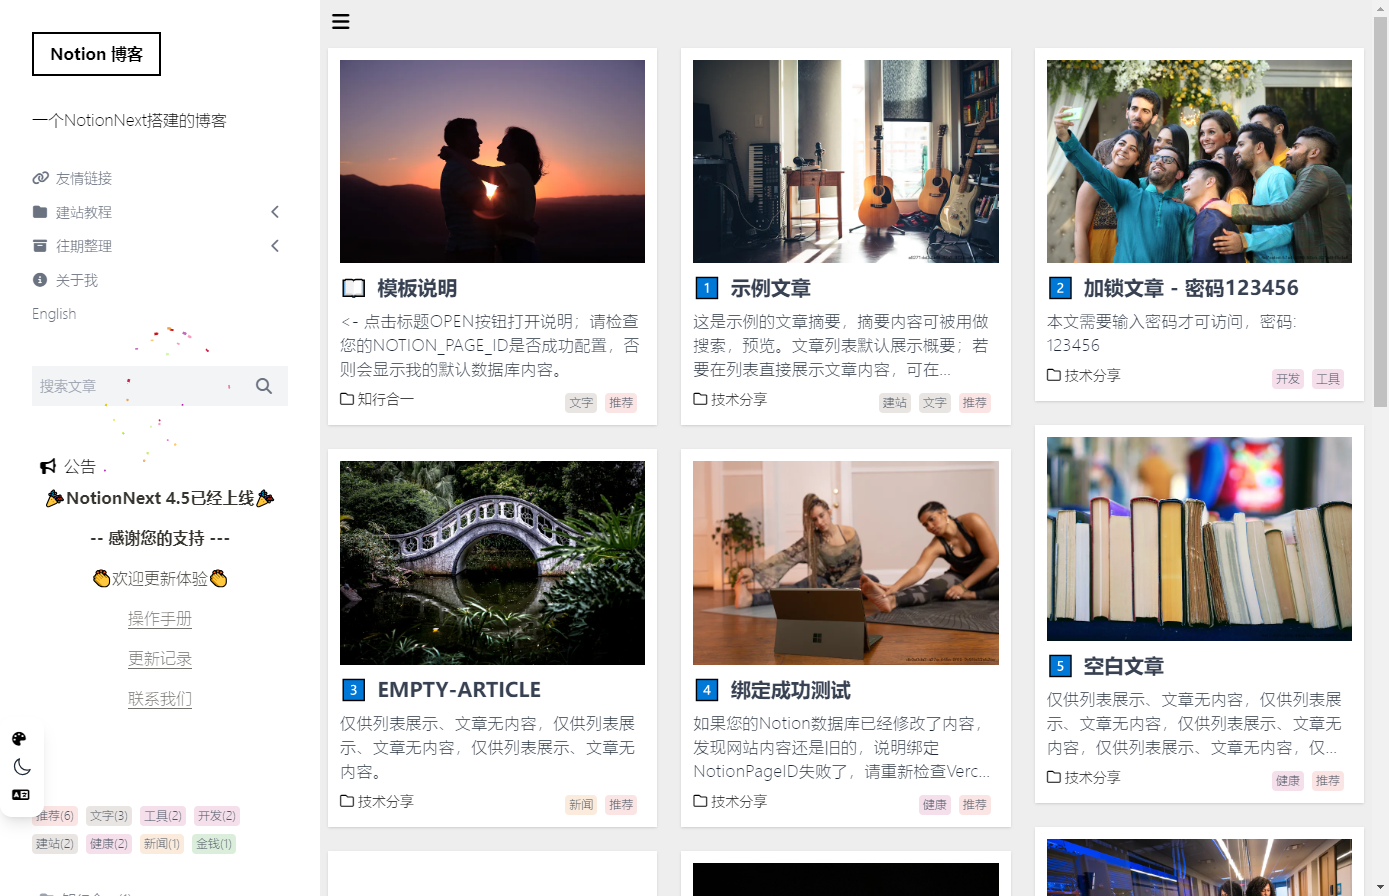 Notion 博客
一个NotionNext搭建的博客
友情链接
建站教程
往期整理
关于我
English
搜索文章
公告
🎉NotionNext 4.5已经上线🎉
-- 感谢您的支持 ---
👏欢迎更新体验👏
操作手册
更新记录
联系我们
推荐(6) 文字(3) 工具(2) 开发(2)
建站(2) 健康(2) 新闻(1) 金钱(1)
模板说明
<- 点击标题OPEN按钮打开说明；请检查
您的NOTION_PAGE_ID是否成功配置，否
则会显示我的默认数据库内容。
知行合一 文字 推荐
1 示例文章
这是示例的文章摘要，摘要内容可被用做
搜索，预览。文章列表默认展示概要；若
要在列表直接展示文章内容，可在...
技术分享 建站 文字 推荐
2 加锁文章 - 密码123456
本文需要输入密码才可访问，密码:
123456
技术分享 开发 工具
3 EMPTY-ARTICLE
仅供列表展示、文章无内容，仅供列表展
示、文章无内容，仅供列表展示、文章无
内容。
技术分享 新闻 推荐
4 绑定成功测试
如果您的Notion数据库已经修改了内容，
发现网站内容还是旧的，说明绑定
NotionPageID失败了，请重新检查Verc...
技术分享 健康 推荐
5 空白文章
仅供列表展示、文章无内容，仅供列表展
示、文章无内容，仅供列表展示、文章无
内容，仅供列表展示、文章无内容，仅...
技术分享 健康 推荐